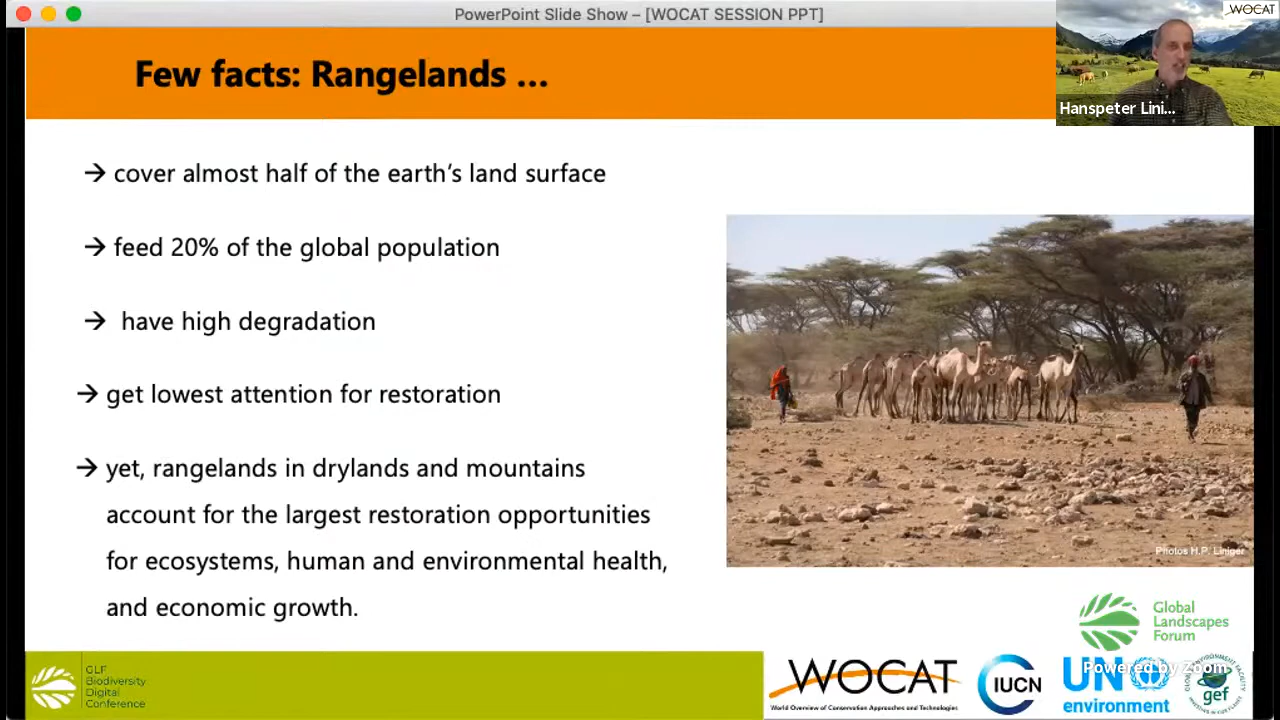 PowerPoint Slide Show – [WOCAT SESSION PPT]
WOCAT
Hanspeter Lini...
Few facts: Rangelands ...
→ cover almost half of the earth’s land surface
→ feed 20% of the global population
→ have high degradation
→ get lowest attention for restoration
→ yet, rangelands in drylands and mountains
account for the largest restoration opportunities
for ecosystems, human and environmental health,
and economic growth.
Photos H.P. Liniger
Global
Landscapes
Forum
GLF
Biodiversity
Digital
Conference
WOCAT
World Overview of Conservation Approaches and Technologies
IUCN
UN
environment
Powered by Zoom
gef